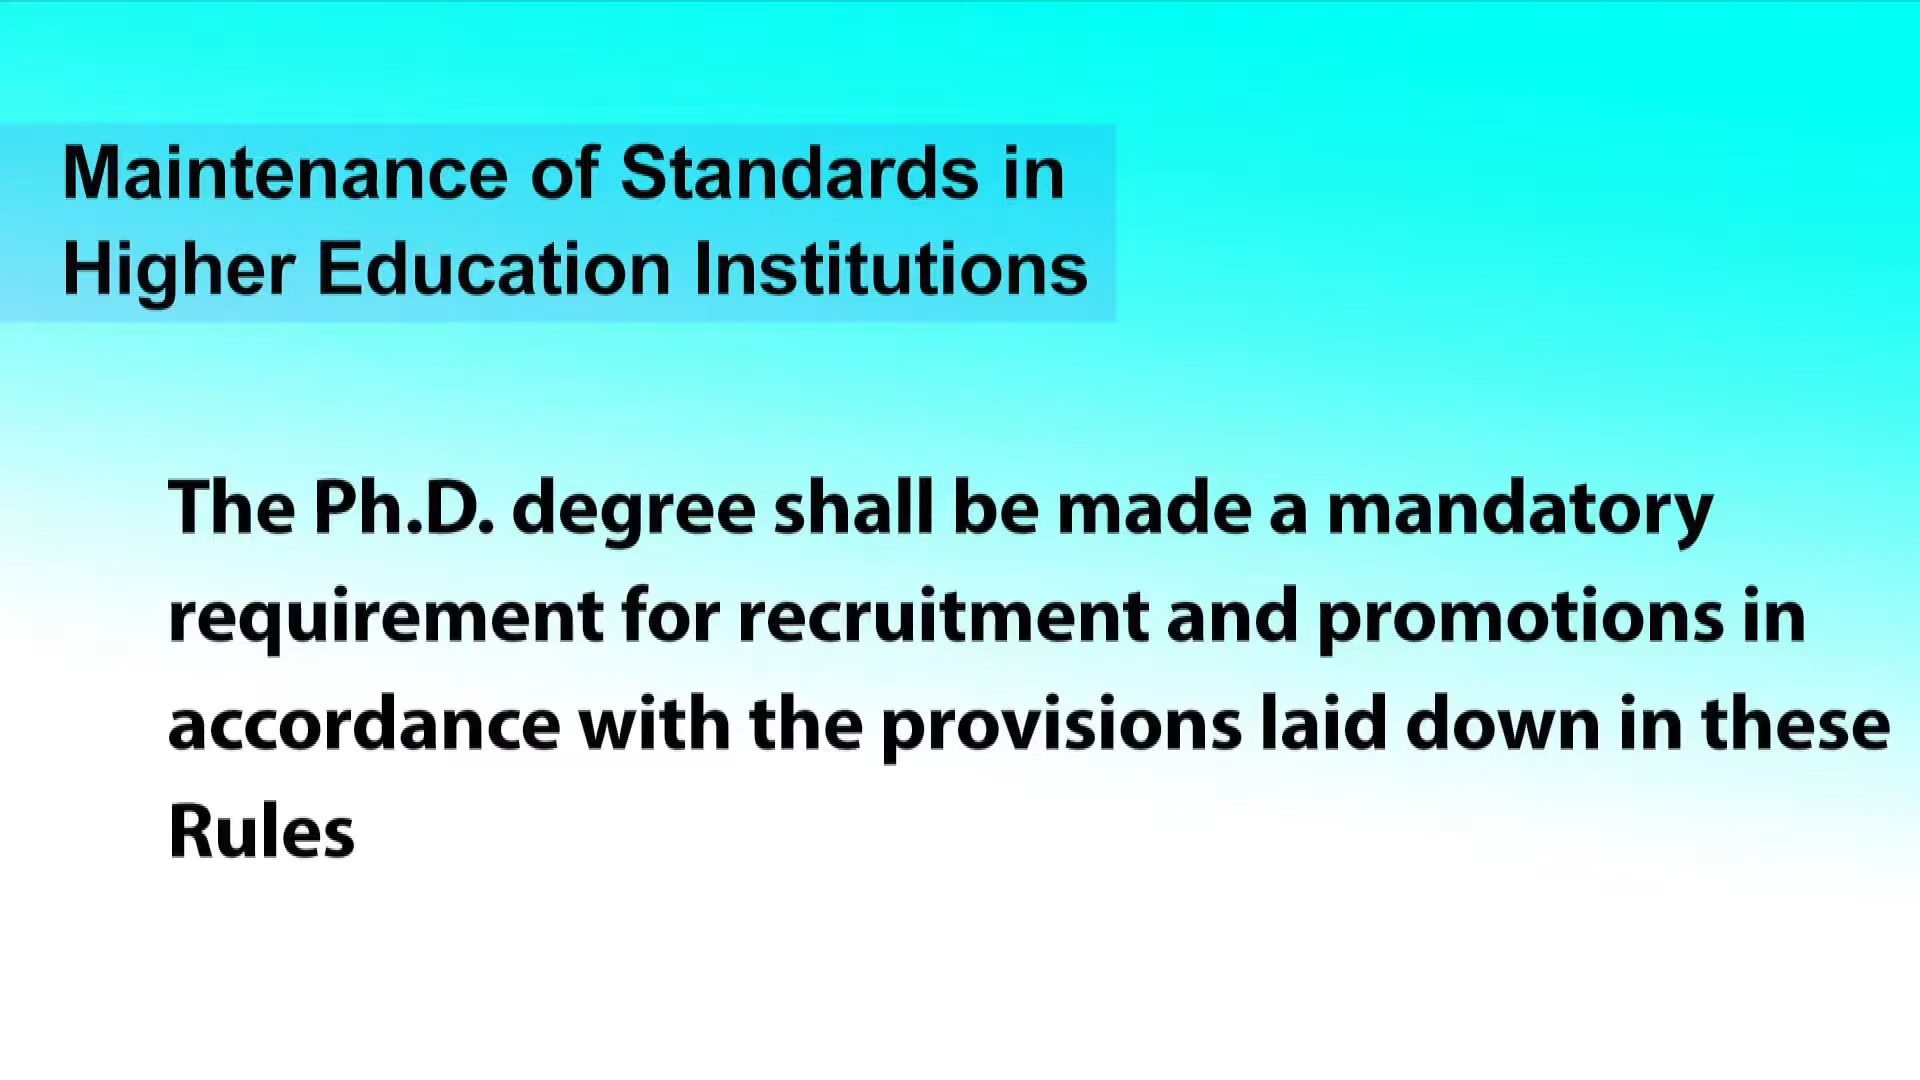 Maintenance of Standards in
Higher Education Institutions
The Ph.D. degree shall be made a mandatory
requirement for recruitment and promotions in
accordance with the provisions laid down in these
Rules